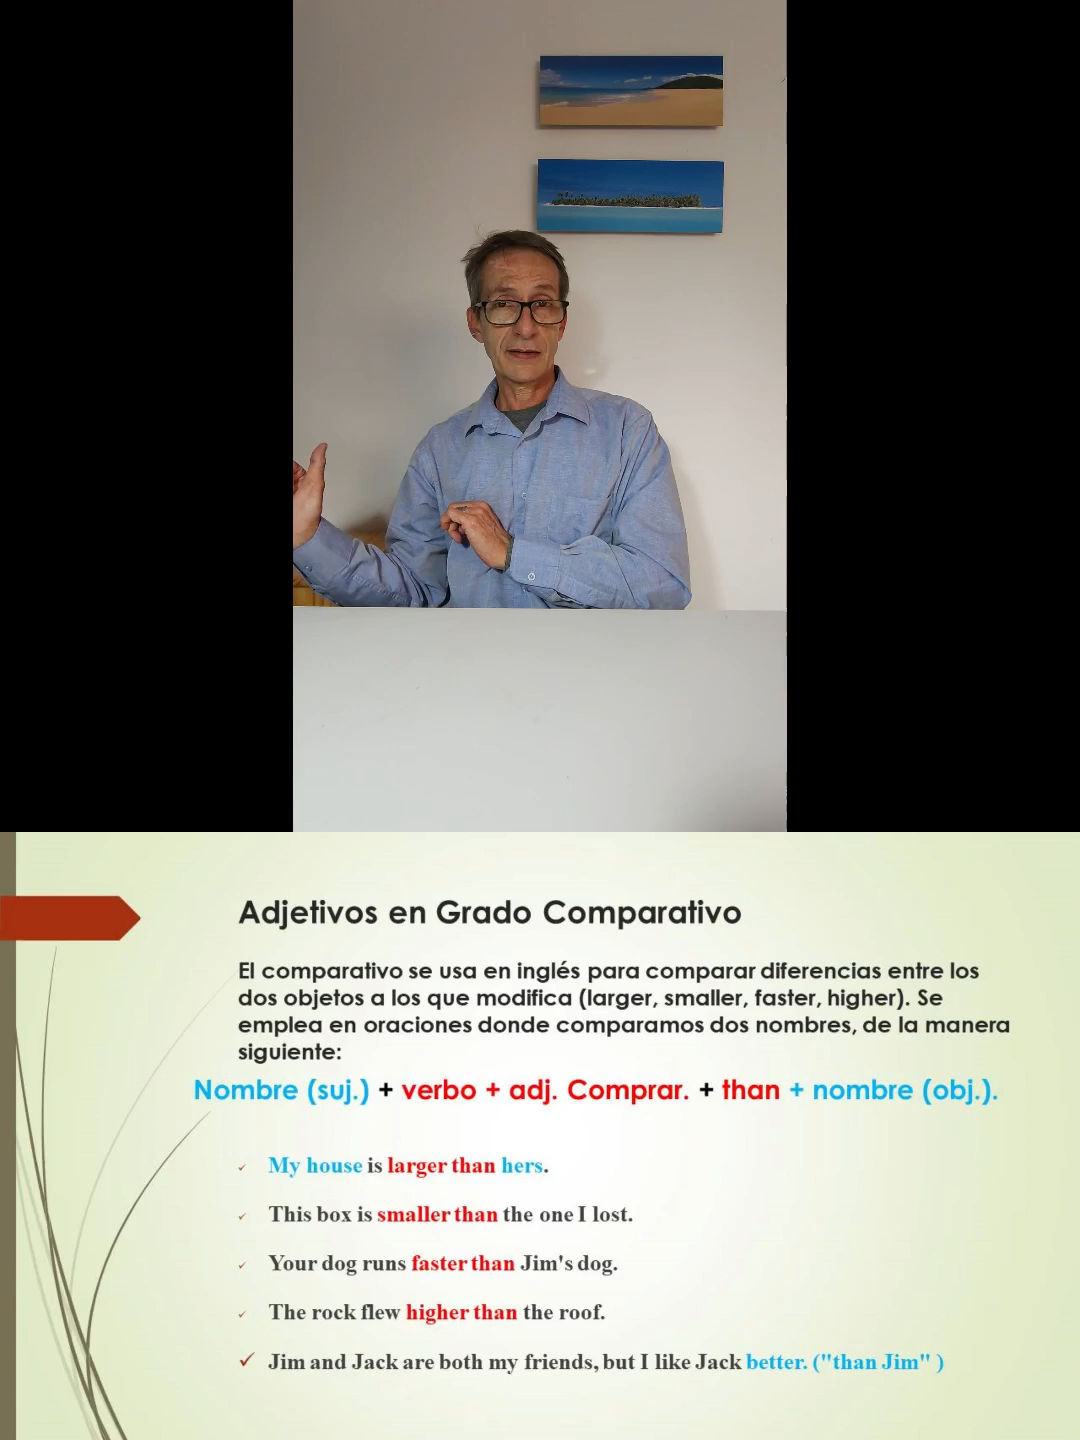 Adjetivos en Grado Comparativo
El comparativo se usa en inglés para comparar diferencias entre los
dos objetos a los que modifica (larger, smaller, faster, higher). Se
emplea en oraciones donde comparamos dos nombres, de la manera
siguiente:
Nombre (suj.) + verbo + adj. Comprar. + than + nombre (obj.).
My house is larger than hers.
This box is smaller than the one I lost.
Your dog runs faster than Jim's dog.
The rock flew higher than the roof.
Jim and Jack are both my friends, but I like Jack better. ("than Jim" )